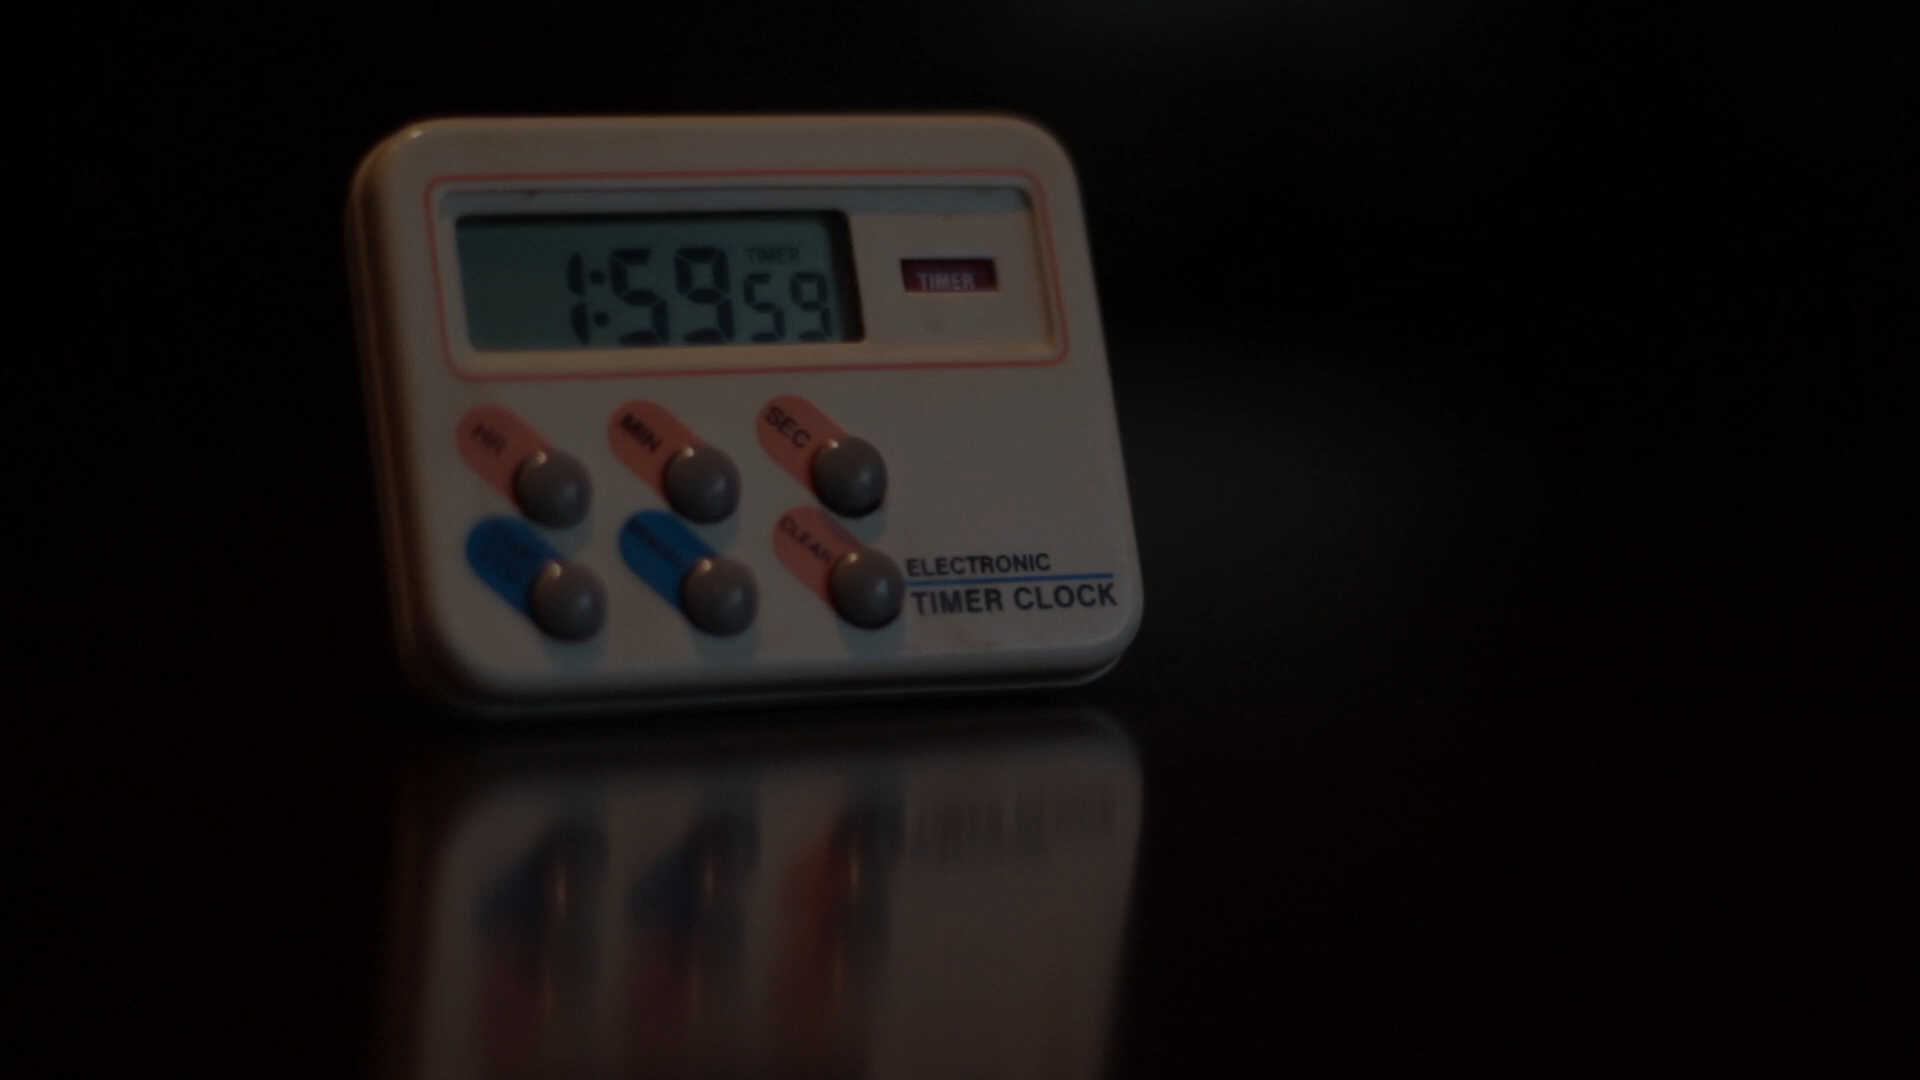 TIMER
1:59 59
TIMER
HR
MIN
SEC
CLEAR
ELECTRONIC
TIMER CLOCK